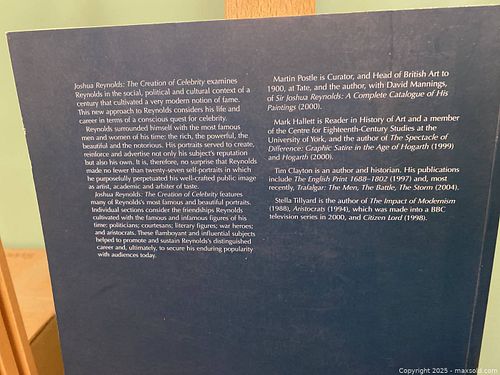 Joshua Reynolds: The Creation of Celebrity examines
Reynolds in the social, political and cultural context of a
century that cultivated a very modern notion of fame.
This new approach to Reynolds considers his life and
career in terms of a conscious quest for celebrity.
Reynolds surrounded himself with the most famous
men and women of his time: the rich, the powerful, the
beautiful and the notorious. His portraits served to create,
reinforce and advertise not only his subject's reputation
but also his own. It is, therefore, no surprise that Reynolds
made no fewer than twenty-seven self-portraits in which
he purposefully perpetuated his well-crafted public image
as artist, academic and arbiter of taste.
Joshua Reynolds: The Creation of Celebrity features
many of Reynolds's most famous and beautiful portraits.
Individual sections consider the friendships Reynolds
cultivated with the famous and infamous figures of his
time: politicians; courtesans; literary figures; war heroes;
and aristocrats. These flamboyant and influential subjects
helped to promote and sustain Reynolds's distinguished
career and, ultimately, to secure his enduring popularity
with audiences today.
Martin Postle is Curator, and Head of British Art to
1900, at Tate, and the author, with David Mannings,
of Sir Joshua Reynolds: A Complete Catalogue of His
Paintings (2000).
Mark Hallett is Reader in History of Art and a member
of the Centre for Eighteenth-Century Studies at the
University of York, and the author of The Spectacle of
Difference: Graphic Satire in the Age of Hogarth (1999)
and Hogarth (2000).
Tim Clayton is an author and historian. His publications
include The English Print 1688–1802 (1997) and, most
recently, Trafalgar: The Men, The Battle, The Storm (2004).
Stella Tillyard is the author of The Impact of Modernism
(1988), Aristocrats (1994), which was made into a BBC
television series in 2000, and Citizen Lord (1998).
Copyright 2025 - maxsold.com